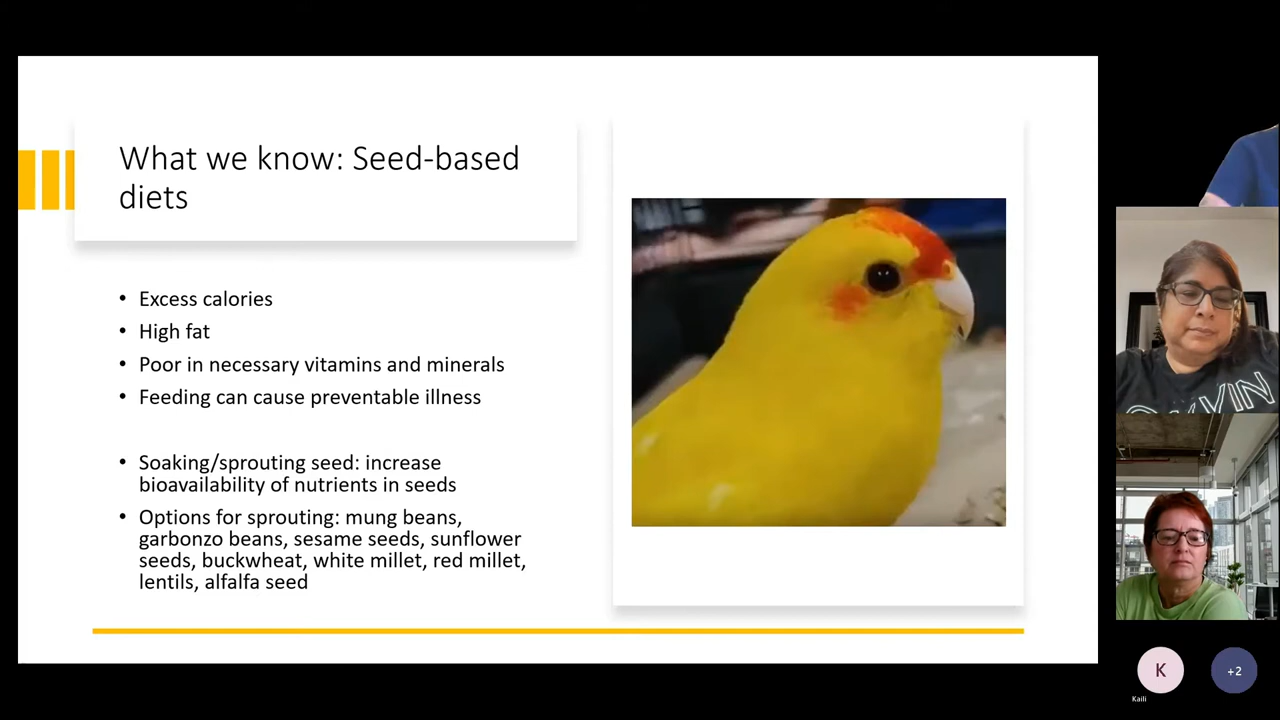 What we know: Seed-based
diets
• Excess calories
• High fat
• Poor in necessary vitamins and minerals
• Feeding can cause preventable illness
• Soaking/sprouting seed: increase
bioavailability of nutrients in seeds
• Options for sprouting: mung beans,
garbonzo beans, sesame seeds, sunflower
seeds, buckwheat, white millet, red millet,
lentils, alfalfa seed
K
+2
Kaili